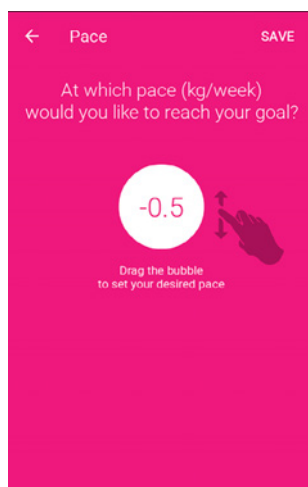 Pace SAVE
At which pace (kg/week)
would you like to reach your goal?
-0.5
Drag the bubble
to set your desired pace